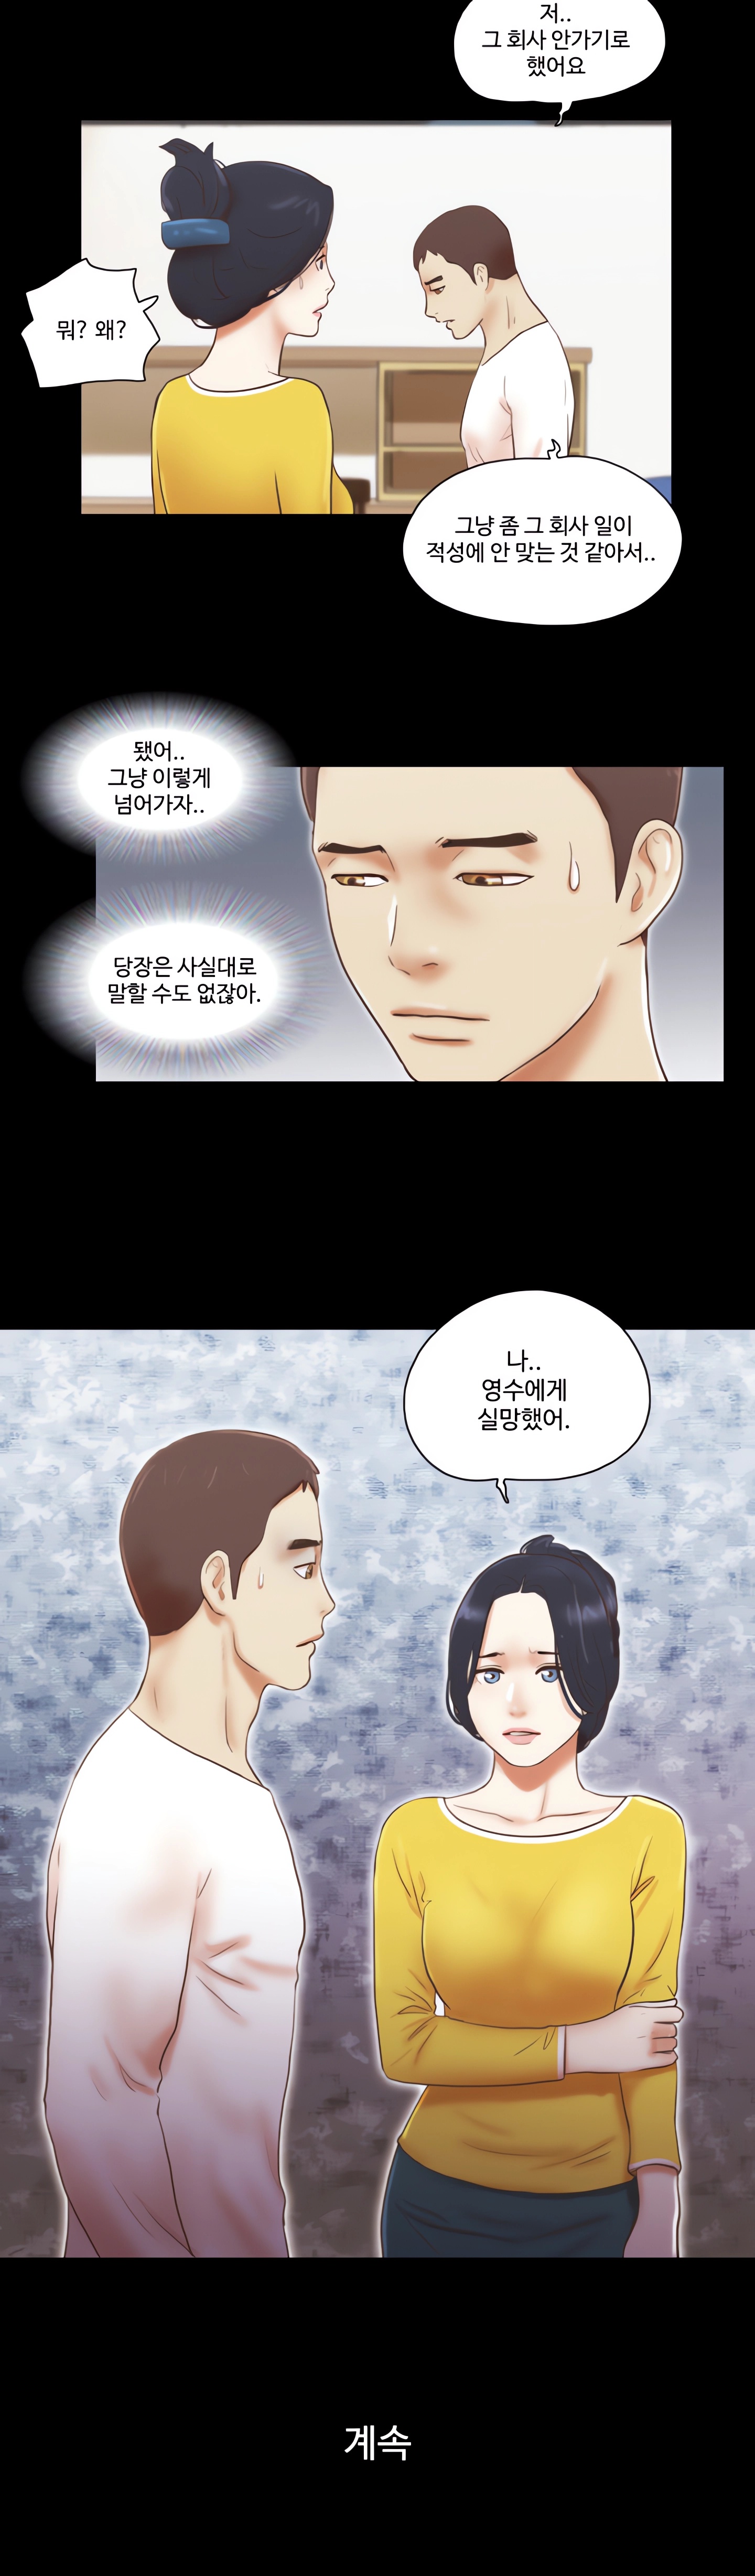 저..
그 회사 안가기로
했어요
뭐? 왜?
그냥 좀 그 회사 일이
적성에 안 맞는 것 같아서..
됐어..
그냥 이렇게
넘어가자..
당장은 사실대로
말할 수도 없잖아.
나..
영수에게
실망했어.
계속